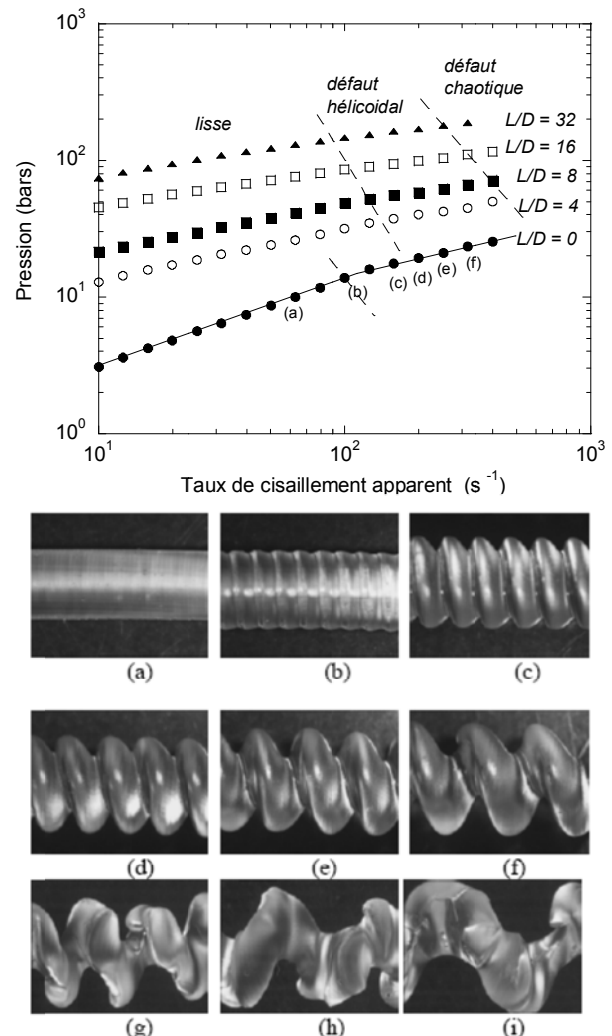 10³
10²
10¹
10⁰
Pression (bars)
lisse
défaut
hélicoidal
défaut
chaotique
L/D = 32
L/D = 16
L/D = 8
L/D = 4
L/D = 0
(a)
(b)
(c)
(d)
(e)
(f)
10¹
10²
10³
Taux de cisaillement apparent (s ⁻¹)
(a)
(b)
(c)
(d)
(e)
(f)
(g)
(h)
(i)